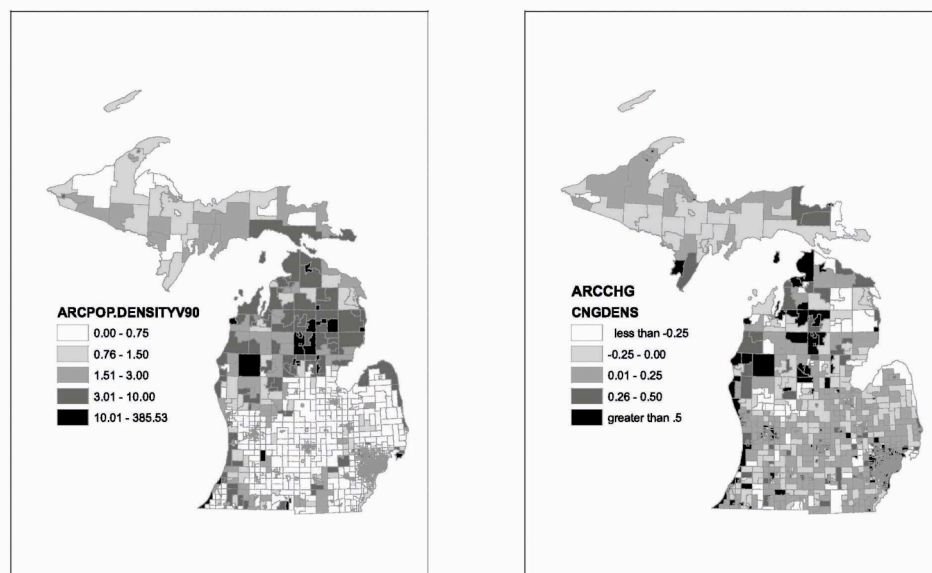 ARCPOP.DENSITYV90
0.00 - 0.75
0.76 - 1.50
1.51 - 3.00
3.01 - 10.00
10.01 - 385.53
ARCCHG
CNGDENS
less than -0.25
-0.25 - 0.00
0.01 - 0.25
0.26 - 0.50
greater than .5